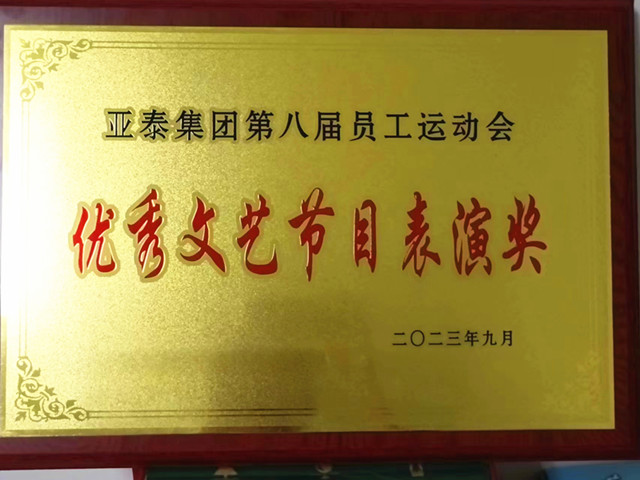 亚泰集团第八届员工运动会
优秀文艺节目表演奖
二〇二三年九月